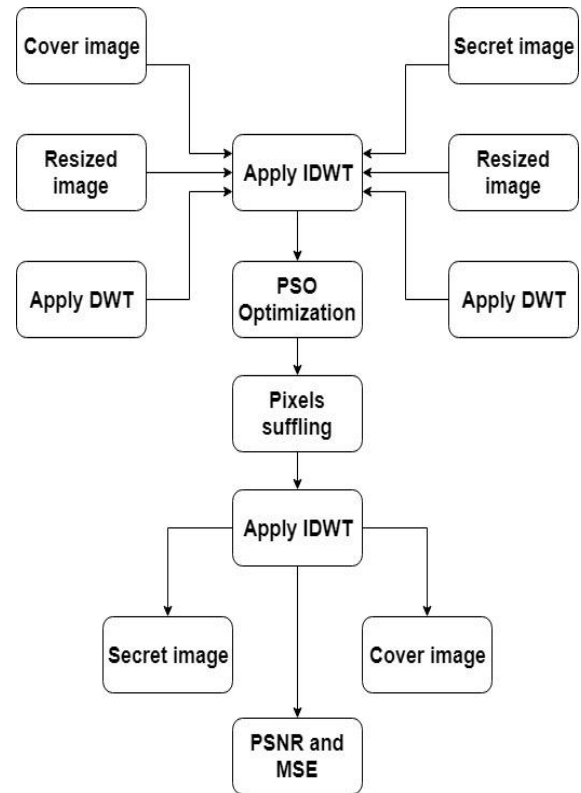 Cover image
Secret image
Resized
image
Apply IDWT
Resized
image
Apply DWT
PSO
Optimization
Apply DWT
Pixels
suffling
Apply IDWT
Secret image
Cover image
PSNR and
MSE